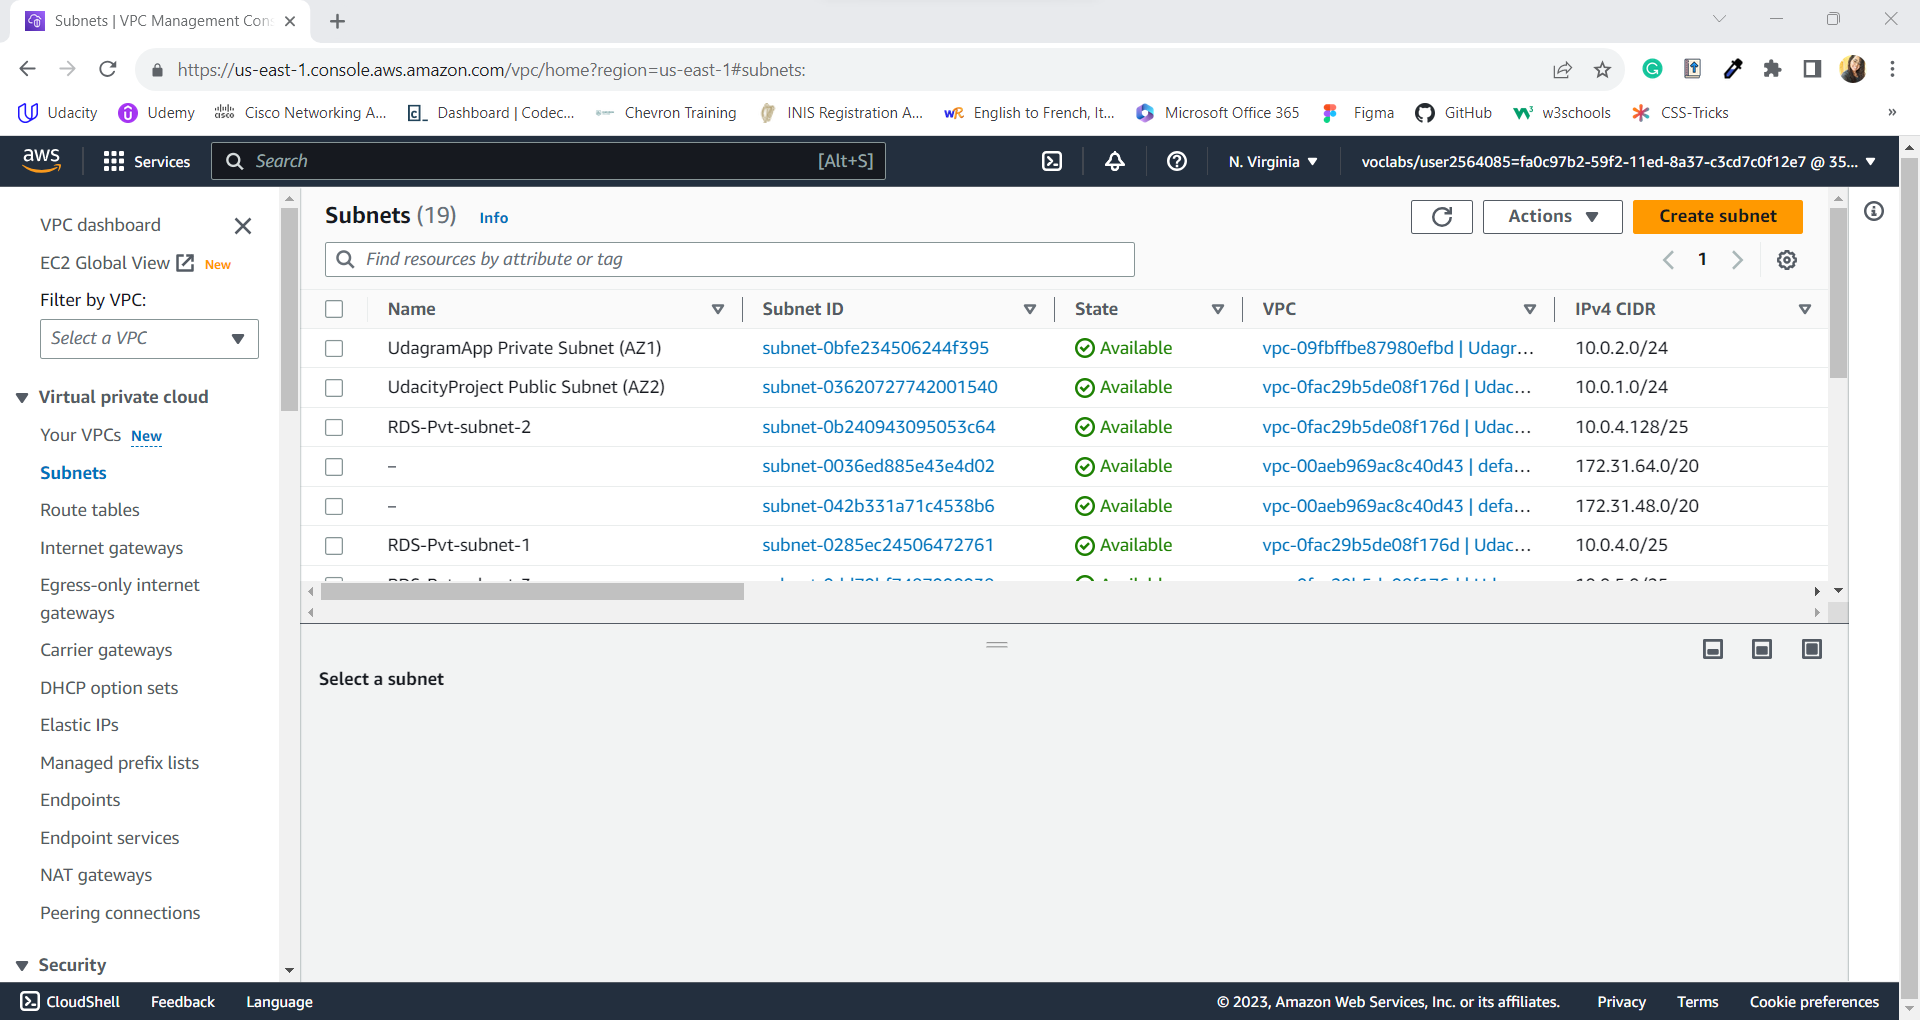 Subnets | VPC Management Con
https://us-east-1.console.aws.amazon.com/vpc/home?region=us-east-1#subnets:
Udacity Udemy Cisco Networking A... Dashboard | Codec... Chevron Training INIS Registration A... English to French, It... Microsoft Office 365 Figma GitHub w3schools CSS-Tricks »
aws Services Search [Alt+S] N. Virginia voclabs/user2564085=fa0c97b2-59f2-11ed-8a37-c3cd7c0f12e7 @ 35...
VPC dashboard
EC2 Global View New
Filter by VPC:
Select a VPC
Virtual private cloud
Your VPCs New
Subnets
Route tables
Internet gateways
Egress-only internet
gateways
Carrier gateways
DHCP option sets
Elastic IPs
Managed prefix lists
Endpoints
Endpoint services
NAT gateways
Peering connections
Security
Subnets (19) Info Actions Create subnet
Find resources by attribute or tag 1
Name Subnet ID State VPC IPv4 CIDR
UdagramApp Private Subnet (AZ1) subnet-0bfe234506244f395 Available vpc-09fbffbe87980efbd | Udagr... 10.0.2.0/24
UdacityProject Public Subnet (AZ2) subnet-03620727742001540 Available vpc-0fac29b5de08f176d | Udac... 10.0.1.0/24
RDS-Pvt-subnet-2 subnet-0b240943095053c64 Available vpc-0fac29b5de08f176d | Udac... 10.0.4.128/25
– subnet-0036ed885e43e4d02 Available vpc-00aeb969ac8c40d43 | defa... 172.31.64.0/20
– subnet-042b331a71c4538b6 Available vpc-00aeb969ac8c40d43 | defa... 172.31.48.0/20
RDS-Pvt-subnet-1 subnet-0285ec24506472761 Available vpc-0fac29b5de08f176d | Udac... 10.0.4.0/25
Select a subnet
CloudShell Feedback Language © 2023, Amazon Web Services, Inc. or its affiliates. Privacy Terms Cookie preferences